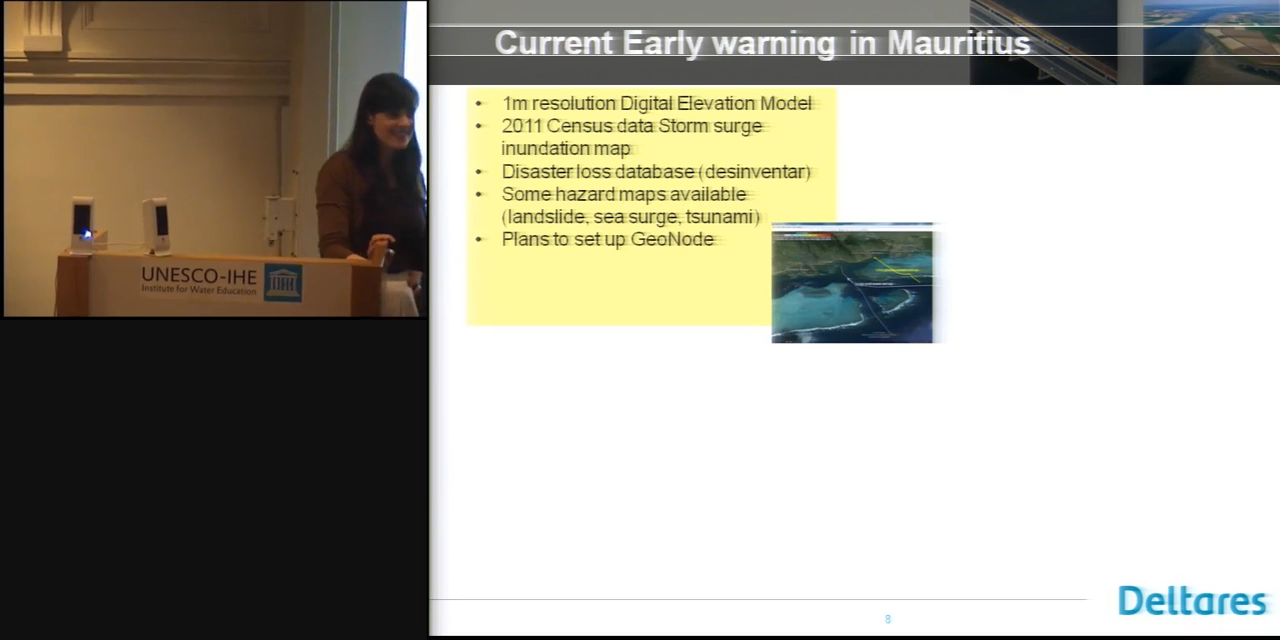 Current Early warning in Mauritius
• 1m resolution Digital Elevation Model
• 2011 Census data Storm surge
inundation map
• Disaster loss database (desinventar)
• Some hazard maps available
(landslide, sea surge, tsunami)
• Plans to set up GeoNode
UNESCO-IHE
Institute for Water Education
8
Deltares